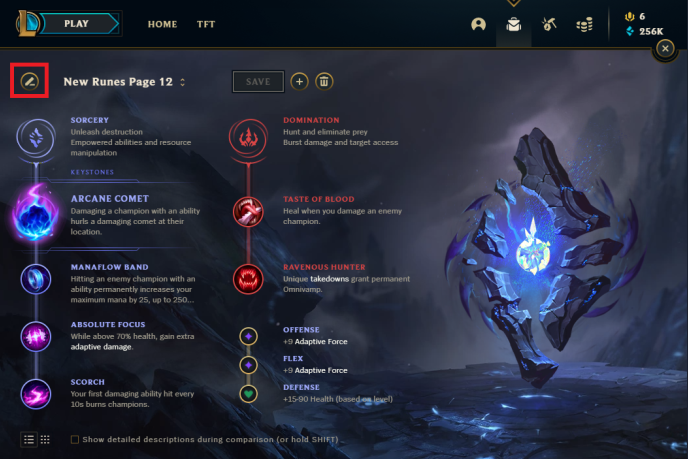 PLAY
HOME
TFT
6
256K
New Runes Page 12
SAVE
SORCERY
Unleash destruction
Empowered abilities and resource
manipulation
KEYSTONES
ARCANE COMET
Damaging a champion with an ability
hurls a damaging comet at their
location.
MANAFLOW BAND
Hitting an enemy champion with an
ability permanently increases your
maximum mana by 25, up to 250...
ABSOLUTE FOCUS
While above 70% health, gain extra
adaptive damage.
SCORCH
Your first damaging ability hit every
10s burns champions.
DOMINATION
Hunt and eliminate prey
Burst damage and target access
TASTE OF BLOOD
Heal when you damage an enemy
champion.
RAVENOUS HUNTER
Unique takedowns grant permanent
Omnivamp.
OFFENSE
+9 Adaptive Force
FLEX
+9 Adaptive Force
DEFENSE
+15-90 Health (based on level)
Show detailed descriptions during comparison (or hold SHIFT)